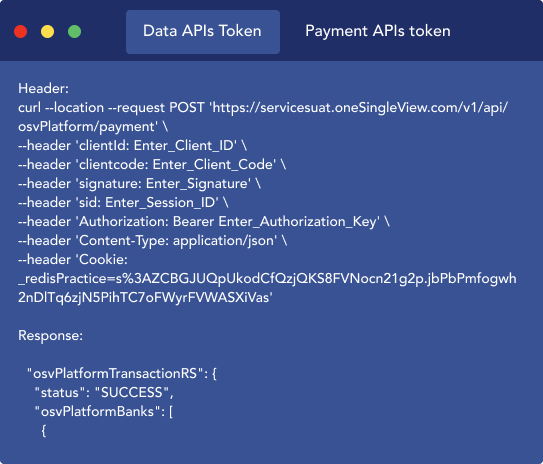 Data APIs Token
Payment APIs token
Header:
curl --location --request POST 'https://servicesuat.oneSingleView.com/v1/api/
osvPlatform/payment' \
--header 'clientId: Enter_Client_ID' \
--header 'clientcode: Enter_Client_Code' \
--header 'signature: Enter_Signature' \
--header 'sid: Enter_Session_ID' \
--header 'Authorization: Bearer Enter_Authorization_Key' \
--header 'Content-Type: application/json' \
--header 'Cookie:
_redisPractice=s%3AZCBGJUQpUkodCfQzjQKS8FVNocn21g2p.jbPbPmfogwh
2nDlTq6zjN5PihTC7oFWyrFVWASXiVas'
Response:
"osvPlatformTransactionRS": {
"status": "SUCCESS",
"osvPlatformBanks": [
{